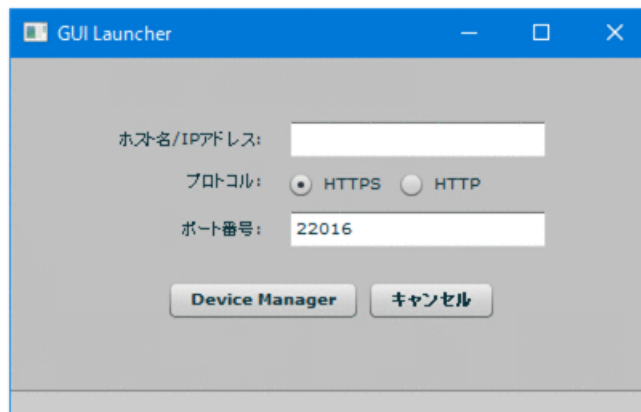 GUI Launcher
ホスト名/IPアドレス:
プロトコル: HTTPS HTTP
ポート番号: 22016
Device Manager キャンセル